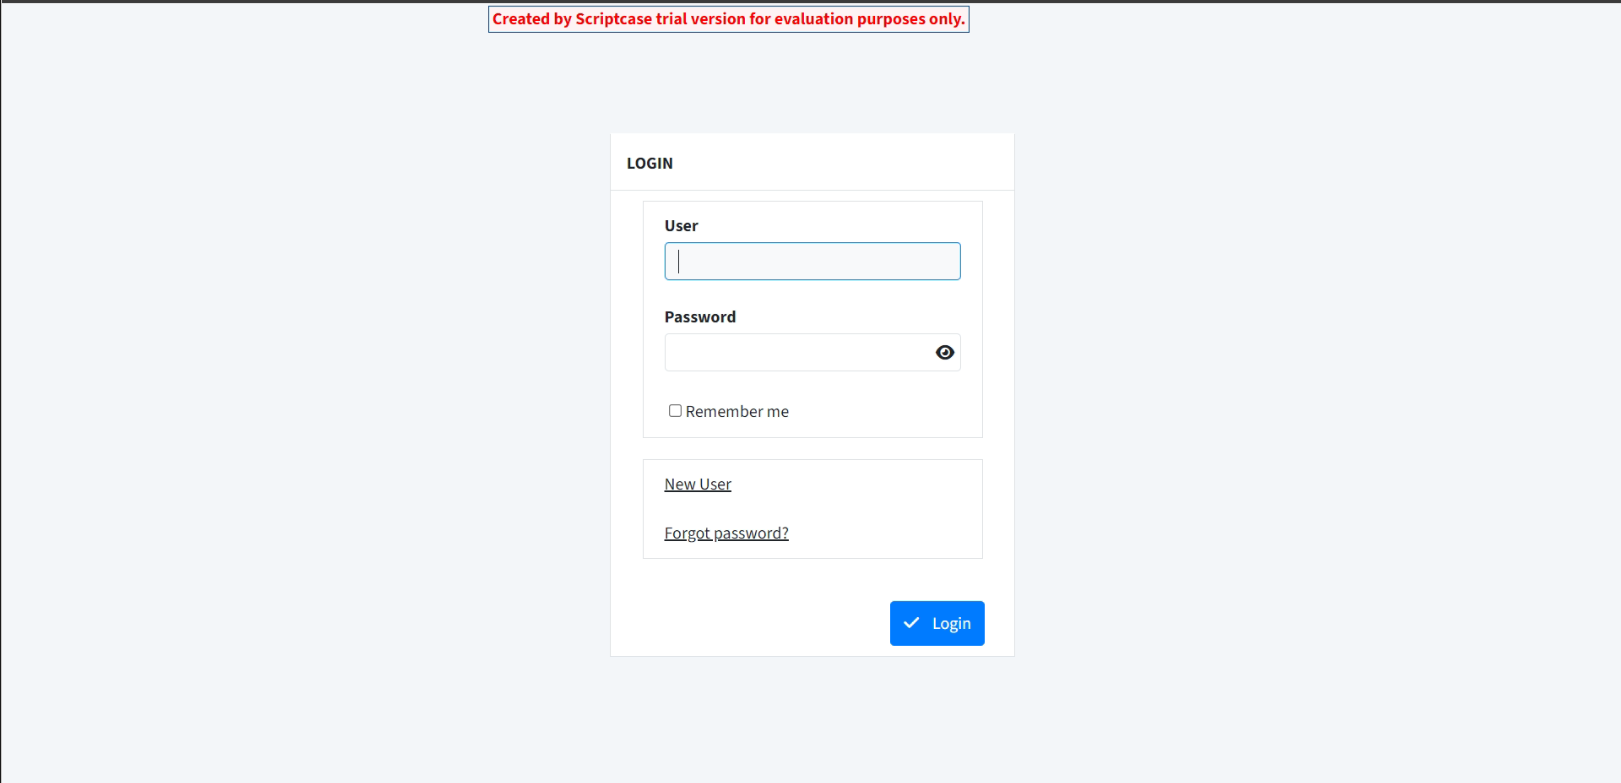 Created by Scriptcase trial version for evaluation purposes only.
LOGIN
User
Password
Remember me
New User
Forgot password?
Login